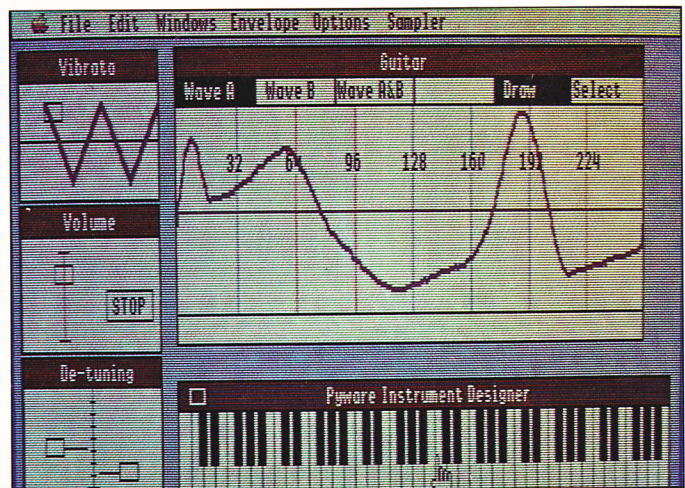 File Edit Windows Envelope Options Sampler
Vibrato
Guitar
Wave A Wave B Wave A&B Draw Select
32 64 96 128 160 192 224
Volume
STOP
De-tuning
Pyware Instrument Designer